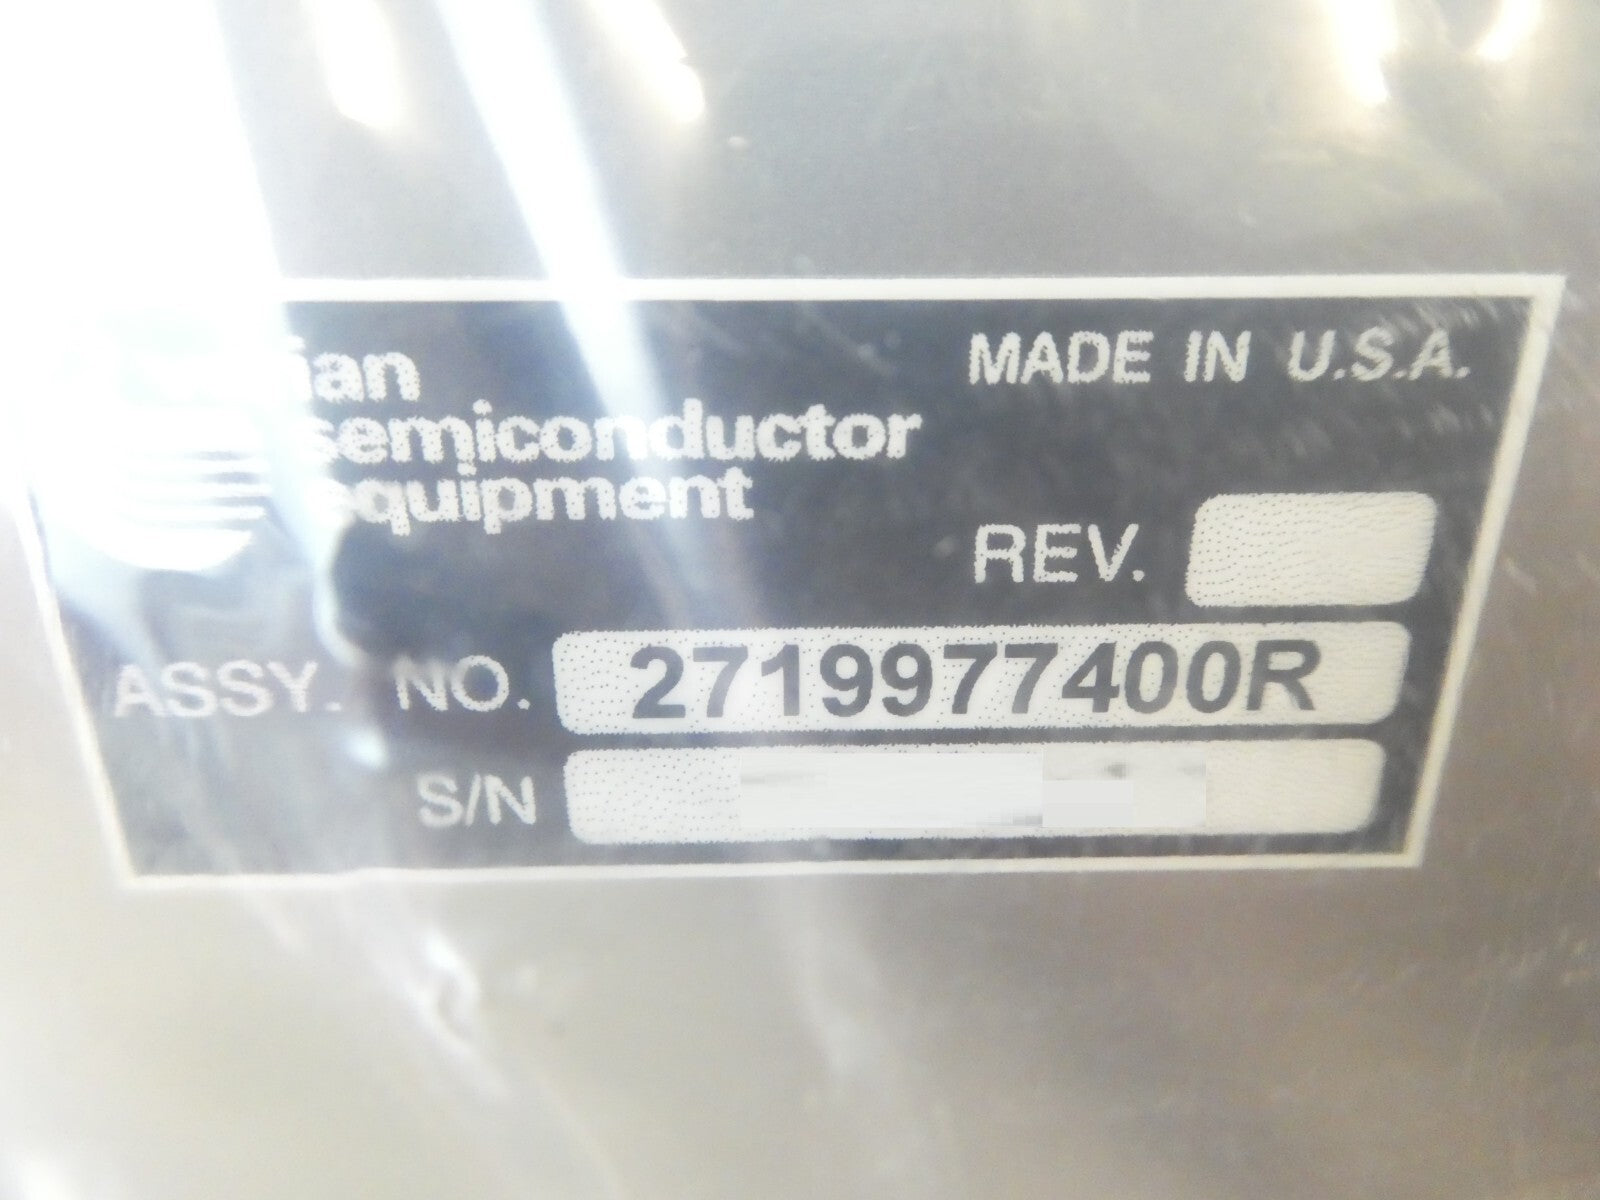 ian MADE IN U.S.A.
semiconductor
equipment
REV.
ASSY. NO. 2719977400R
S/N